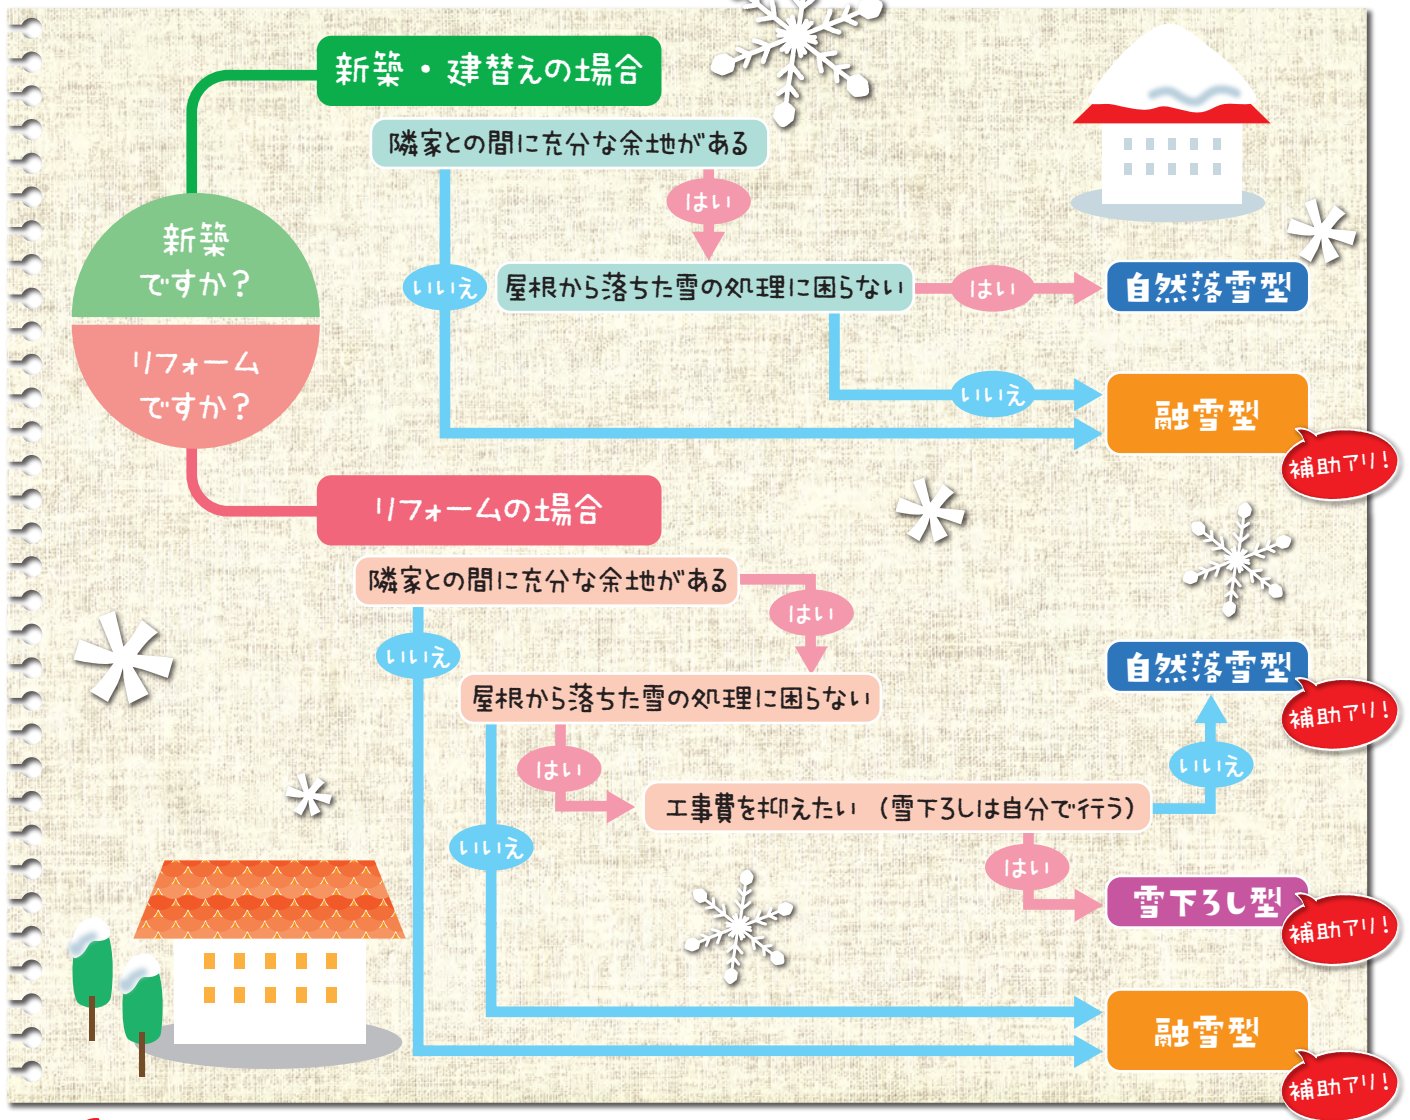 新築・建替えの場合
隣家との間に充分な余地がある
はい
新築
ですか？
いいえ
屋根から落ちた雪の処理に困らない
はい
自然落雪型
リフォーム
ですか？
いいえ
融雪型
補助アリ！
リフォームの場合
隣家との間に充分な余地がある
はい
いいえ
自然落雪型
補助アリ！
屋根から落ちた雪の処理に困らない
はい
いいえ
工事費を抑えたい （雪下ろしは自分で行う）
いいえ
はい
雪下ろし型
補助アリ！
融雪型
補助アリ！